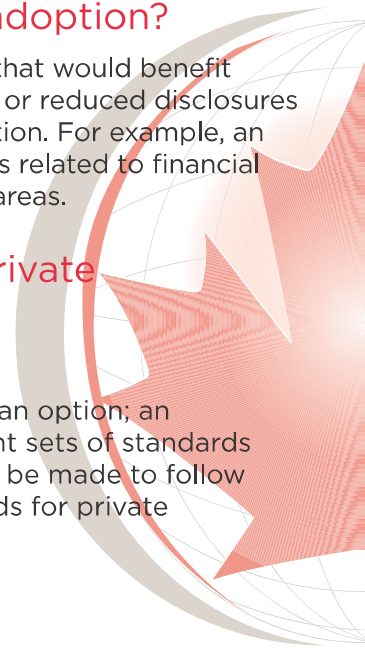 adoption?
that would benefit
or reduced disclosures
tion. For example, an
s related to financial
areas.
rivate
an option; an
nt sets of standards
be made to follow
ds for private